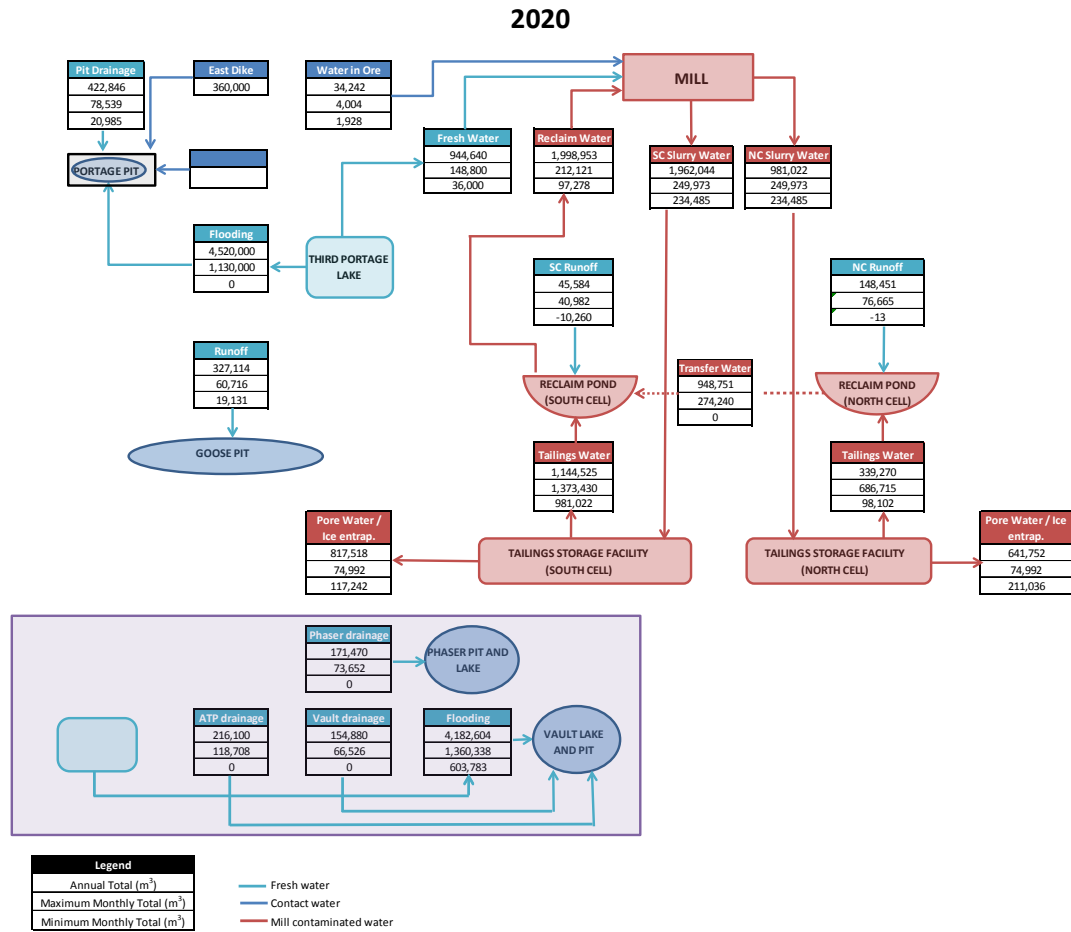 2020
Pit Drainage
422,846
78,539
20,985
East Dike
360,000
Water in Ore
34,242
4,004
1,928
MILL
Fresh Water
944,640
148,800
36,000
Reclaim Water
1,998,953
212,121
97,278
SC Slurry Water
1,962,044
249,973
234,485
NC Slurry Water
981,022
249,973
234,485
PORTAGE PIT
Flooding
4,520,000
1,130,000
0
THIRD PORTAGE
LAKE
SC Runoff
45,584
40,982
-10,260
NC Runoff
148,451
76,665
-13
Runoff
327,114
60,716
19,131
GOOSE PIT
RECLAIM POND
(SOUTH CELL)
Transfer Water
948,751
274,240
0
RECLAIM POND
(NORTH CELL)
Tailings Water
1,144,525
1,373,430
981,022
Tailings Water
339,270
686,715
98,102
Pore Water /
Ice entrap.
817,518
74,992
117,242
TAILINGS STORAGE FACILITY
(SOUTH CELL)
TAILINGS STORAGE FACILITY
(NORTH CELL)
Pore Water / Ice
entrap.
641,752
74,992
211,036
Phaser drainage
171,470
73,652
0
PHASER PIT AND
LAKE
ATP drainage
216,100
118,708
0
Vault drainage
154,880
66,526
0
Flooding
4,182,604
1,360,338
603,783
VAULT LAKE
AND PIT
Legend
Annual Total (m³)
Maximum Monthly Total (m³)
Minimum Monthly Total (m³)
Fresh water
Contact water
Mill contaminated water